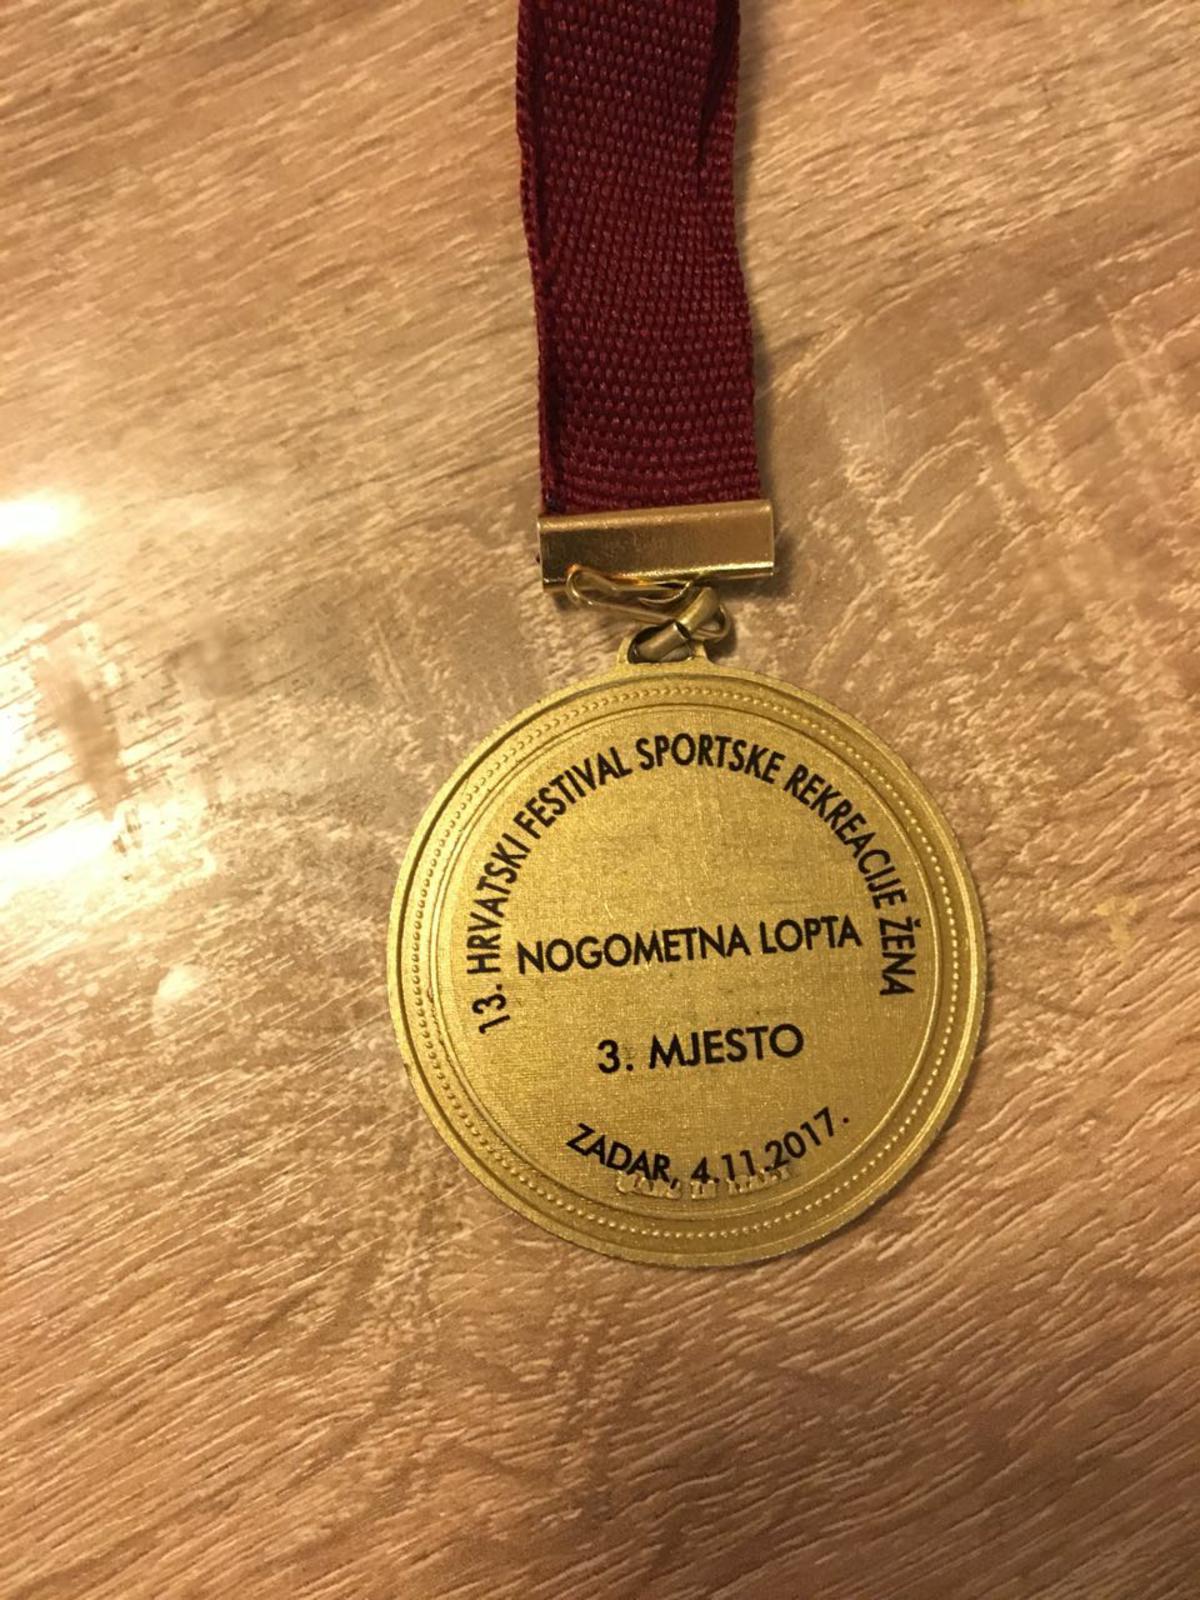 13. HRVATSKI FESTIVAL SPORTSKE REKREACIJE ŽENA
NOGOMETNA LOPTA
3. MJESTO
ZADAR, 4.11.2017.